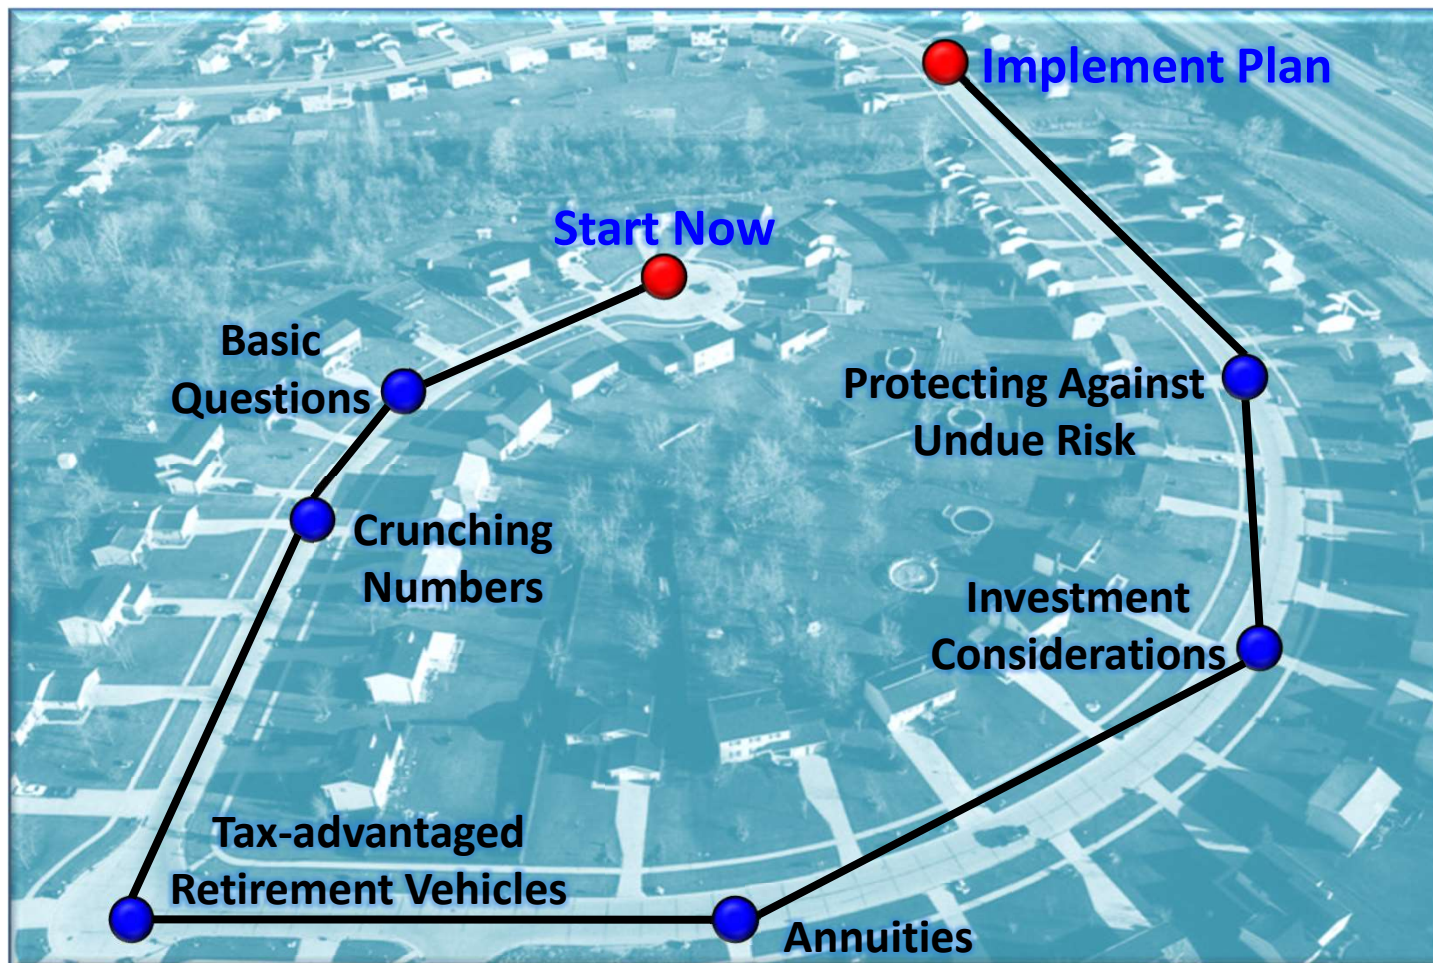 Start Now
Basic
Questions
Crunching
Numbers
Tax-advantaged
Retirement Vehicles
Annuities
Investment
Considerations
Protecting Against
Undue Risk
Implement Plan